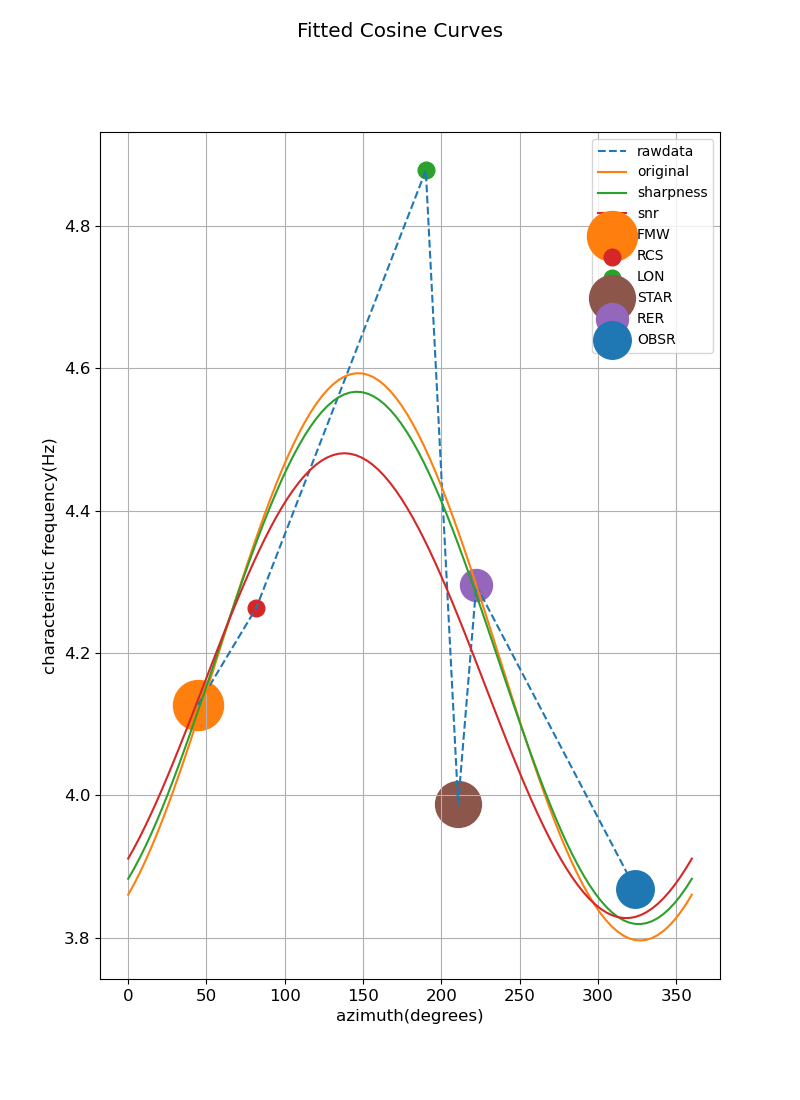 Fitted Cosine Curves
rawdata
original
sharpness
snr
FMW
RCS
LON
STAR
RER
OBSR
characteristic frequency(Hz)
4.8
4.6
4.4
4.2
4.0
3.8
0 50 100 150 200 250 300 350
azimuth(degrees)